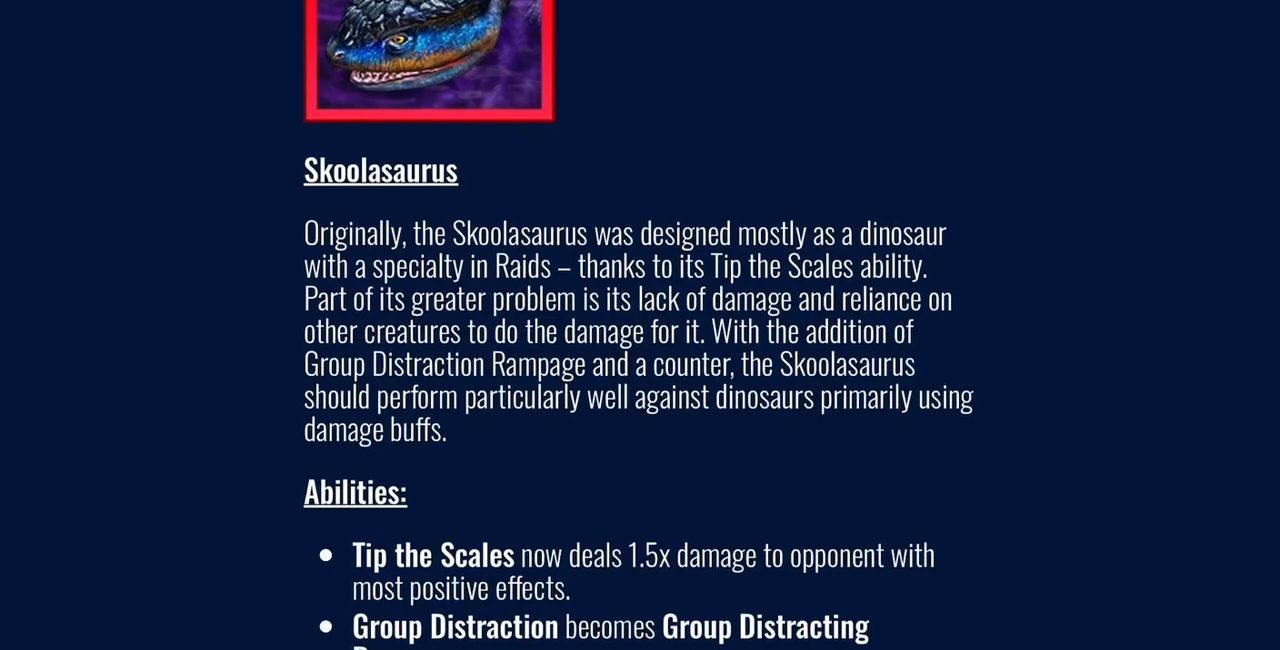 Skoolasaurus
Originally, the Skoolasaurus was designed mostly as a dinosaur
with a specialty in Raids – thanks to its Tip the Scales ability.
Part of its greater problem is its lack of damage and reliance on
other creatures to do the damage for it. With the addition of
Group Distraction Rampage and a counter, the Skoolasaurus
should perform particularly well against dinosaurs primarily using
damage buffs.
Abilities:
Tip the Scales now deals 1.5x damage to opponent with
most positive effects.
Group Distraction becomes Group Distracting